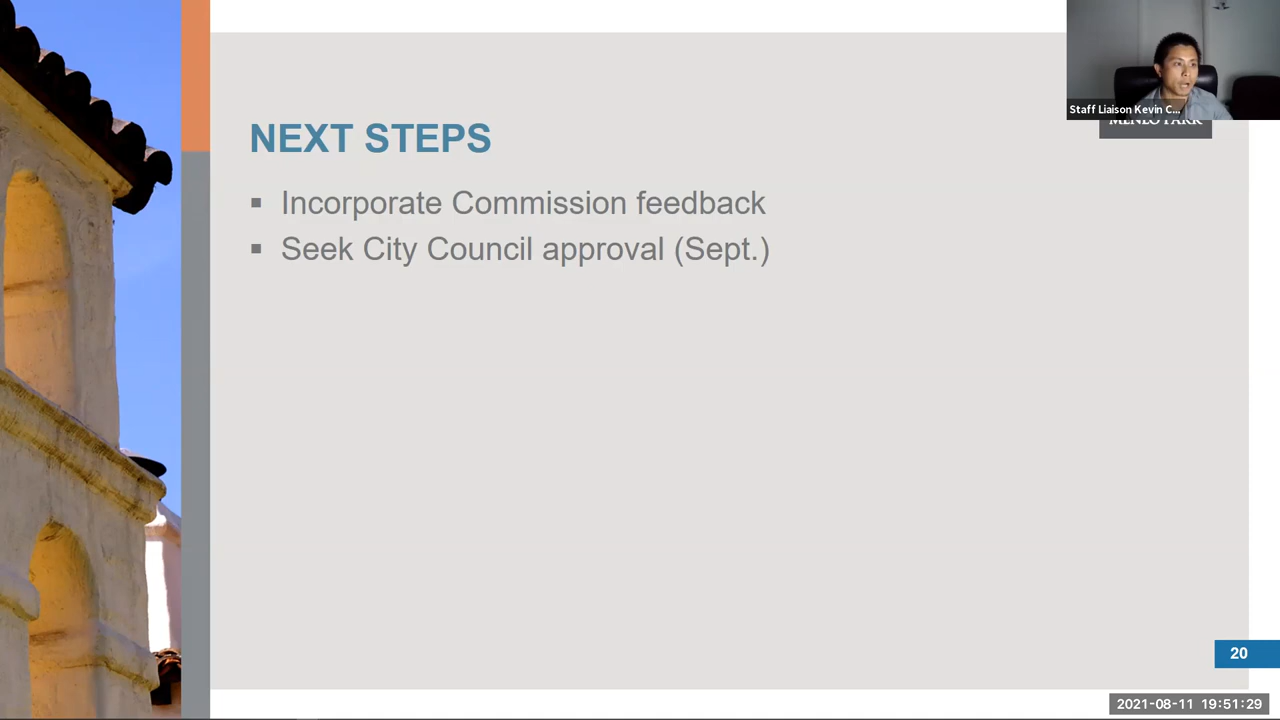 Staff Liaison Kevin C...
MENLO PARK
NEXT STEPS
▪ Incorporate Commission feedback
▪ Seek City Council approval (Sept.)
20
2021-08-11 19:51:29